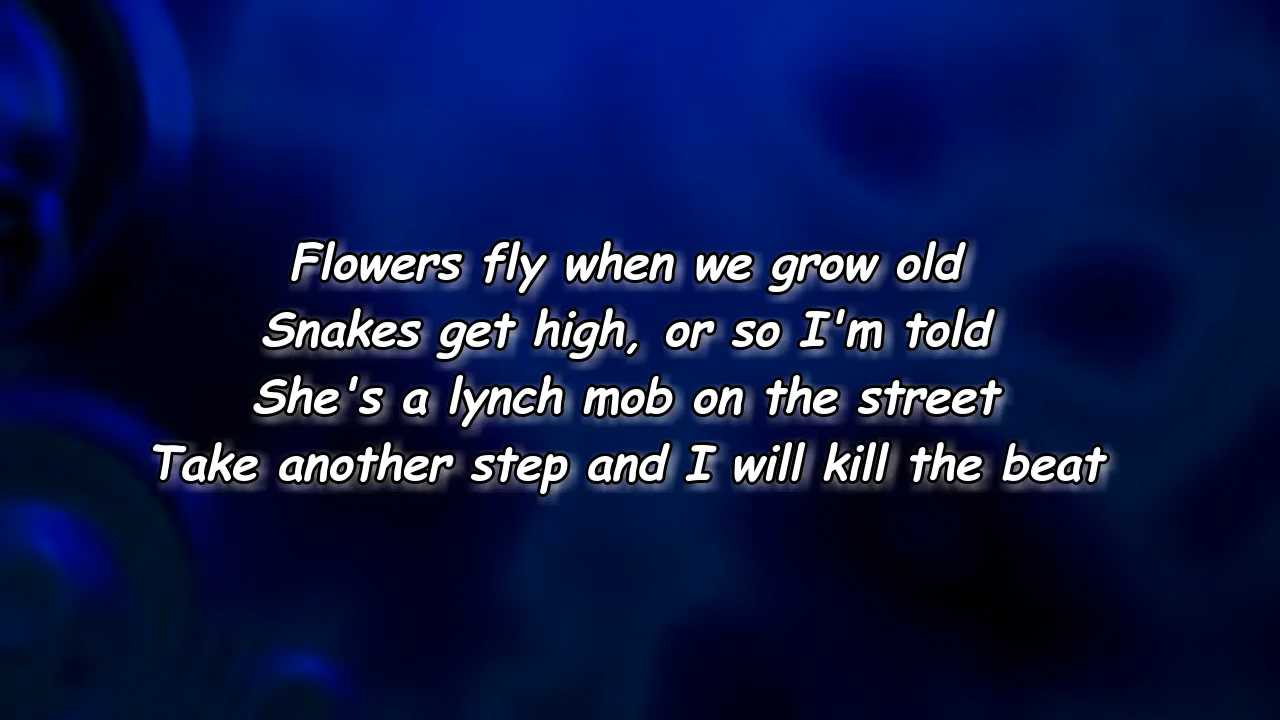 Flowers fly when we grow old
Snakes get high, or so I'm told
She's a lynch mob on the street
Take another step and I will kill the beat